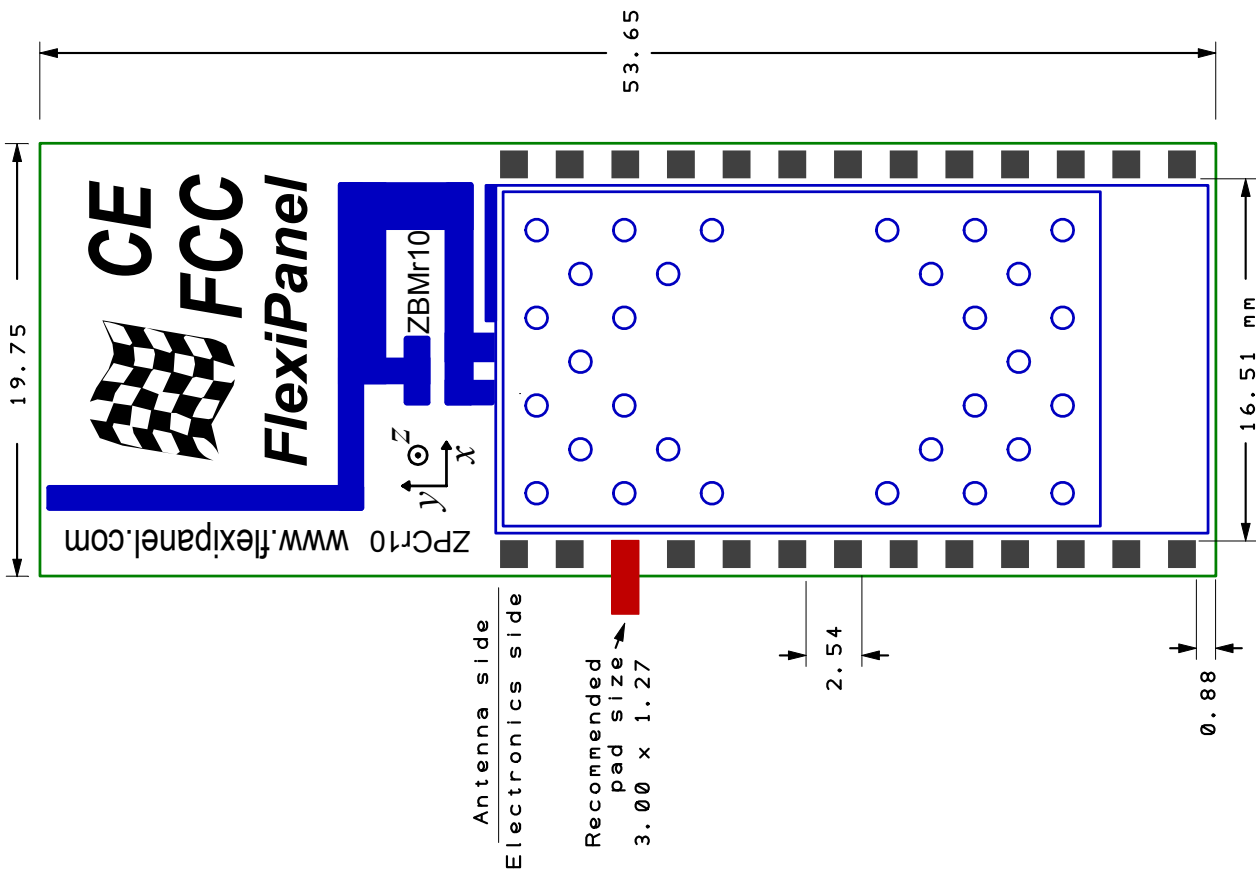 53.65
19.75
CE
FCC
FlexiPanel
ZBMr10
z
y
x
www.flexipanel.com
ZPCr10
16.51 mm
Antenna side
Electronics side
Recommended
pad size
3.00 x 1.27
2.54
0.88